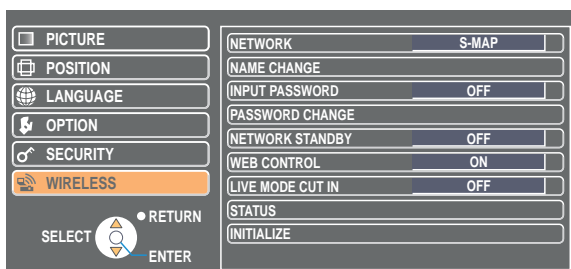 PICTURE
POSITION
LANGUAGE
OPTION
SECURITY
WIRELESS
RETURN
SELECT
ENTER
NETWORK S-MAP
NAME CHANGE
INPUT PASSWORD OFF
PASSWORD CHANGE
NETWORK STANDBY OFF
WEB CONTROL ON
LIVE MODE CUT IN OFF
STATUS
INITIALIZE